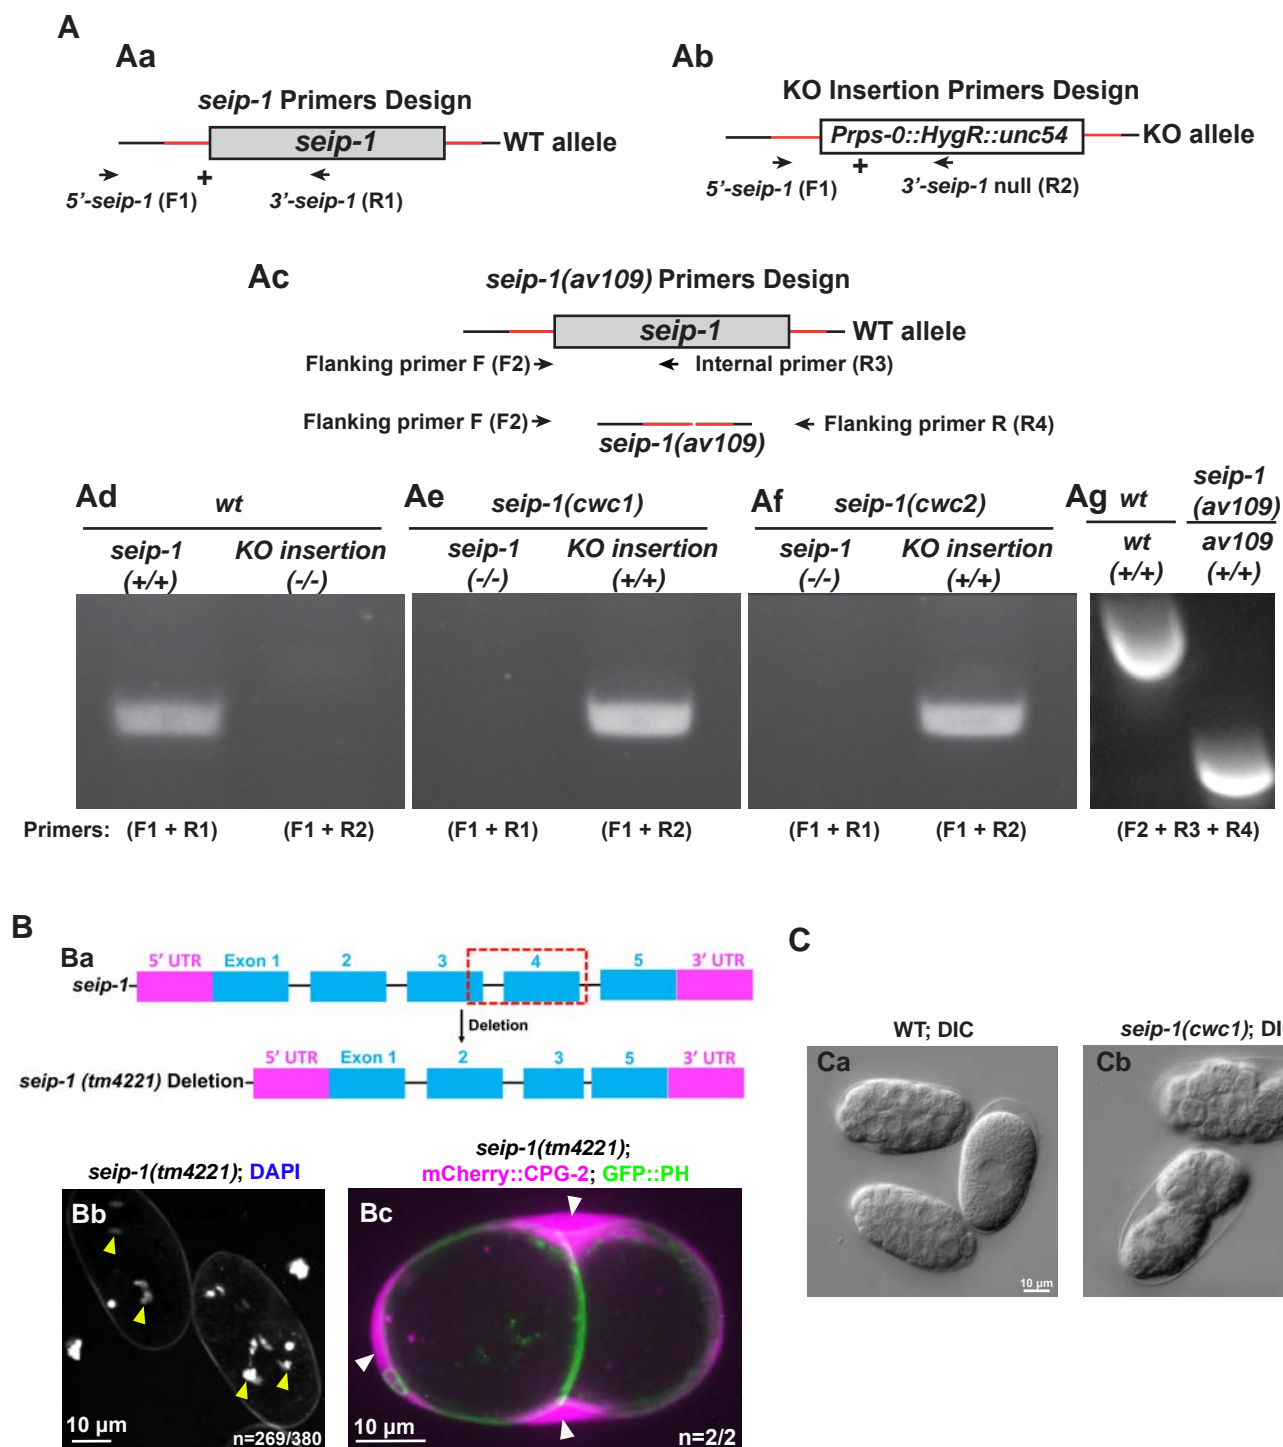 A
Aa
seip-1 Primers Design
seip-1
WT allele
+
5'-seip-1 (F1)
3'-seip-1 (R1)
Ab
KO Insertion Primers Design
Prps-0::HygR::unc54
KO allele
+
5'-seip-1 (F1)
3'-seip-1 null (R2)
Ac
seip-1(av109) Primers Design
seip-1
WT allele
Flanking primer F (F2)
Internal primer (R3)
Flanking primer F (F2)
seip-1(av109)
Flanking primer R (R4)
Ad
wt
seip-1
(+/+)
KO insertion
(-/-)
Ae
seip-1(cwc1)
seip-1
(-/-)
KO insertion
(+/+)
Af
seip-1(cwc2)
seip-1
(-/-)
KO insertion
(+/+)
Ag
wt
seip-1
(av109)
wt
(+/+)
av109
(+/+)
Primers: (F1 + R1) (F1 + R2) (F1 + R1) (F1 + R2) (F1 + R1) (F1 + R2) (F2 + R3 + R4)
B
Ba
5' UTR Exon 1 2 3 4 5 3' UTR
seip-1
Deletion
5' UTR Exon 1 2 3 5 3' UTR
seip-1 (tm4221) Deletion
seip-1(tm4221); DAPI
Bb
10 µm
n=269/380
seip-1(tm4221);
mCherry::CPG-2; GFP::PH
Bc
10 µm
n=2/2
C
WT; DIC
Ca
10 µm
seip-1(cwc1);
Cb